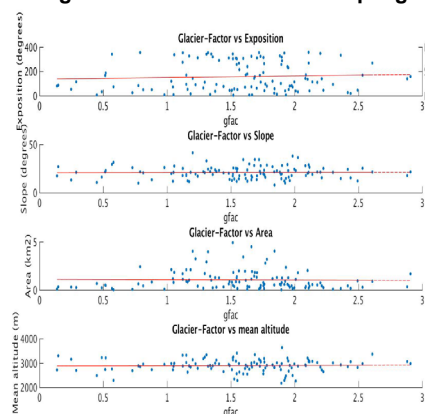 Glacier-Factor vs Exposition
Exposition (degrees)
400
200
0
0 0.5 1 1.5 2 2.5 3
gfac
Glacier-Factor vs Slope
Slope (degrees)
50
0
0 0.5 1 1.5 2 2.5 3
gfac
Glacier-Factor vs Area
Area (km2)
5
0
0 0.5 1 1.5 2 2.5 3
gfac
Glacier-Factor vs mean altitude
Mean altitude (m)
4000
3000
2000
0 0.5 1 1.5 2 2.5 3
gfac